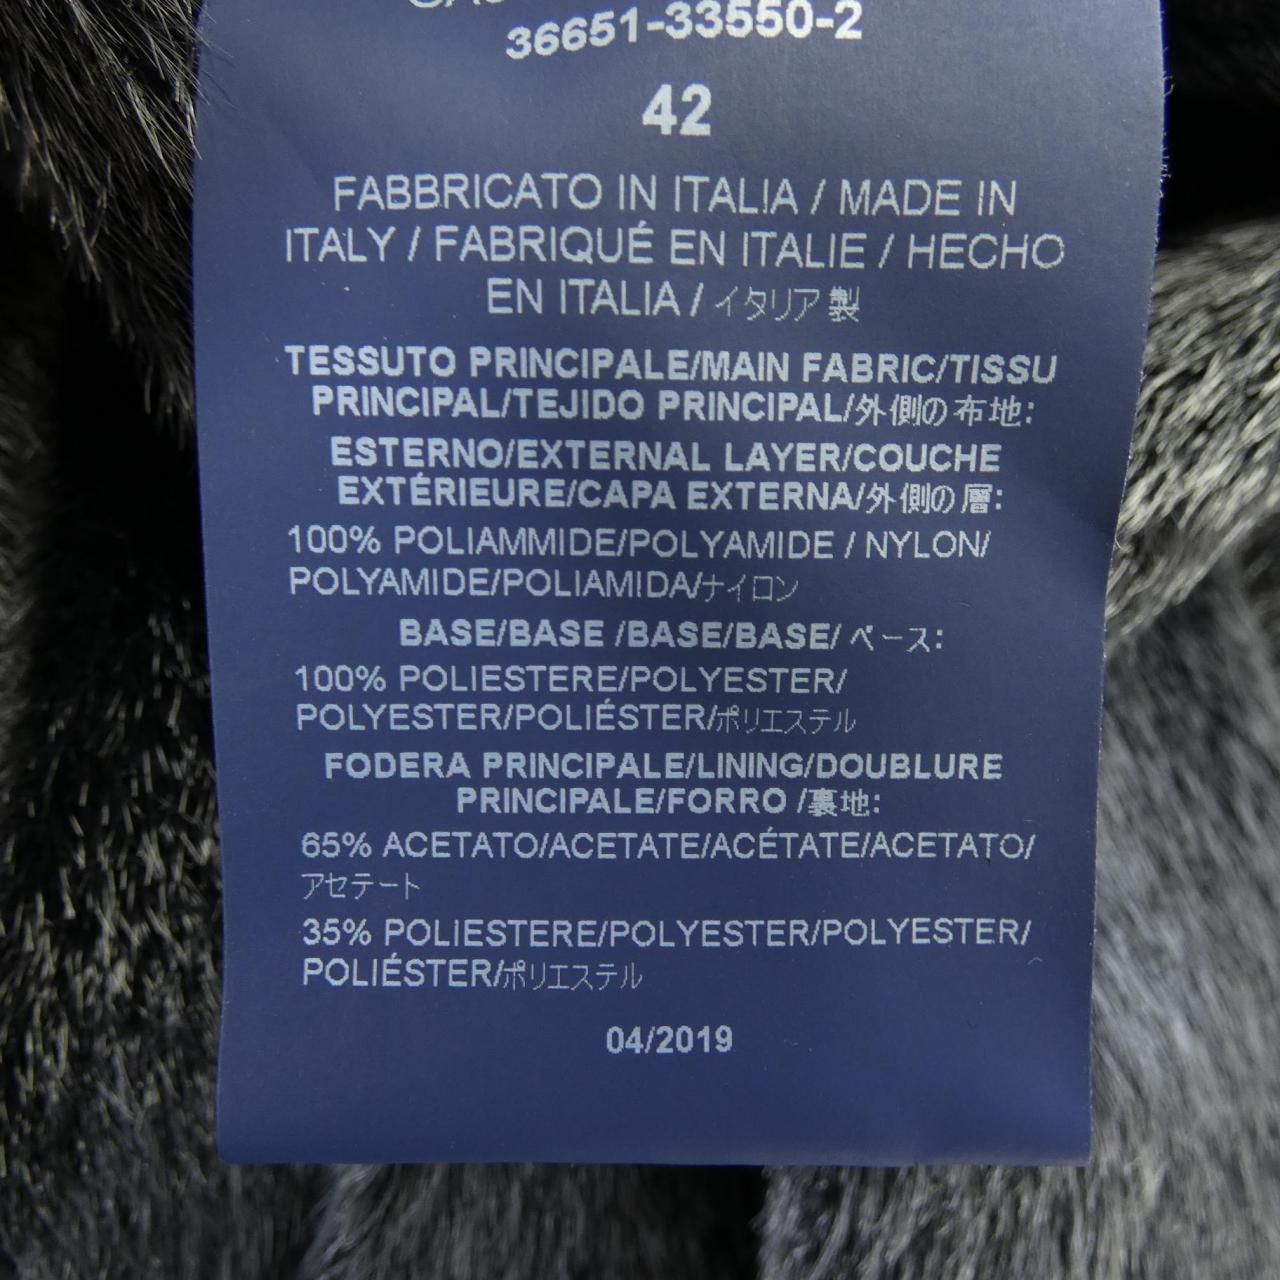 36651-33550-2
42
FABBRICATO IN ITALIA / MADE IN
ITALY / FABRIQUÉ EN ITALIE / HECHO
EN ITALIA / イタリア製
TESSUTO PRINCIPALE/MAIN FABRIC/TISSU
PRINCIPAL/TEJIDO PRINCIPAL/外側の布地:
ESTERNO/EXTERNAL LAYER/COUCHE
EXTÉRIEURE/CAPA EXTERNA/外側の層:
100% POLIAMMIDE/POLYAMIDE / NYLON/
POLYAMIDE/POLIAMIDA/ナイロン
BASE/BASE /BASE/BASE/ ベース:
100% POLIESTERE/POLYESTER/
POLYESTER/POLIÉSTER/ポリエステル
FODERA PRINCIPALE/LINING/DOUBLURE
PRINCIPALE/FORRO /裏地:
65% ACETATO/ACETATE/ACÉTATE/ACETATO/
アセテート
35% POLIESTERE/POLYESTER/POLYESTER/
POLIÉSTER/ポリエステル
04/2019